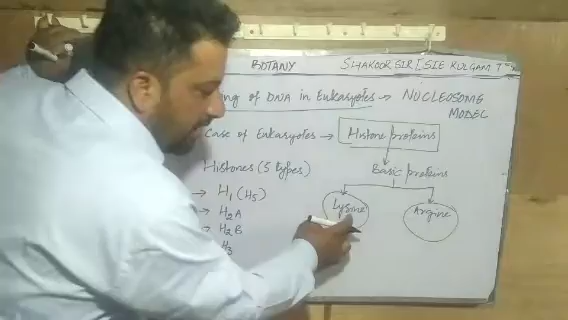 BOTANY SHAKOOR SIR [SIE KULGAM
ng of DNA in Eukaryotes → NUCLEOSOME MODEL
Case of Eukaryotes → Histone proteins
Histones (5 types)
Basic proteins
→ H1 (H5)
→ H2A
→ H2B
H3
Lysine
Argine